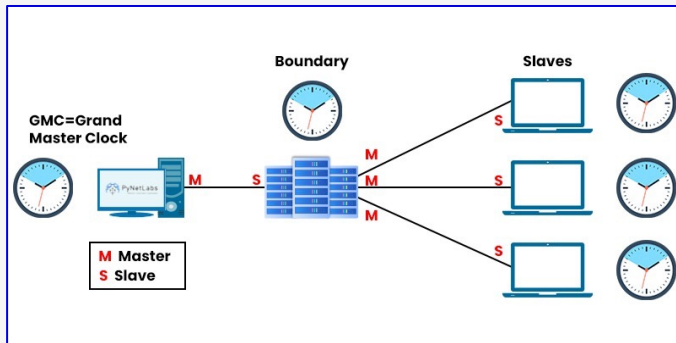 Boundary
Slaves
GMC=Grand
Master Clock
PyNetLabs
M
S
M
M
M
S
S
S
M Master
S Slave